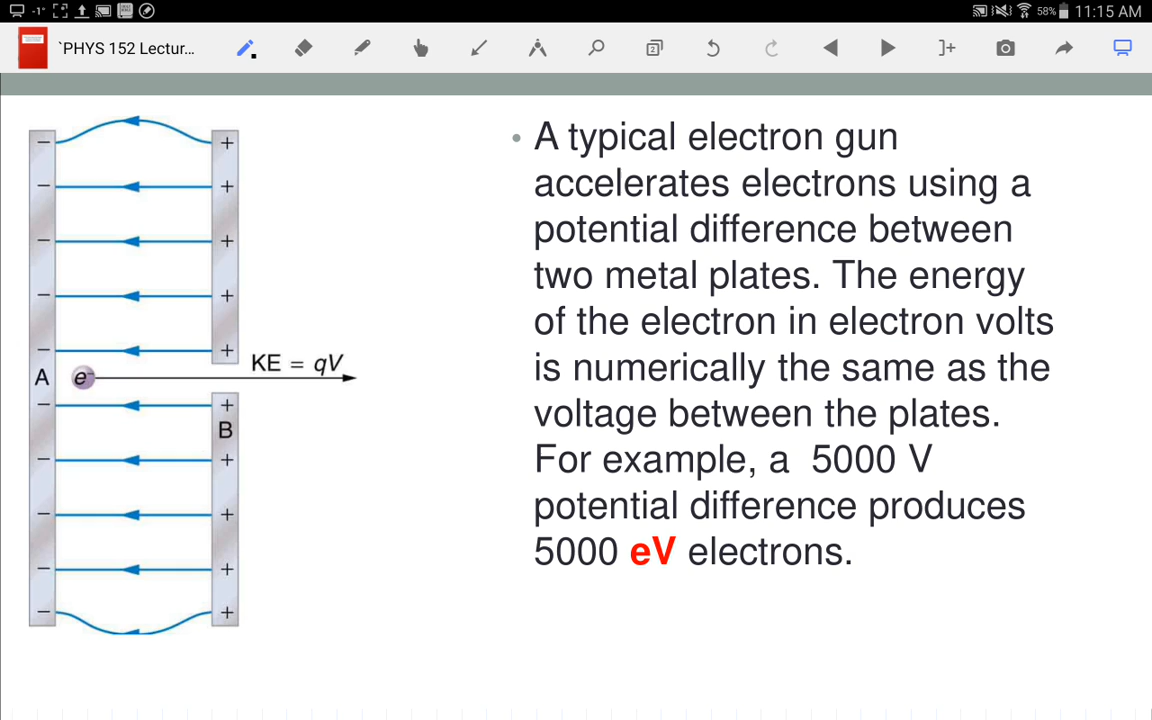 -1°
58%
11:15 AM
`PHYS 152 Lectur...
2
]+
− +
− +
− +
− +
− +
A e⁻ KE = qV
− +
B
− +
− +
− +
− +
• A typical electron gun
accelerates electrons using a
potential difference between
two metal plates. The energy
of the electron in electron volts
is numerically the same as the
voltage between the plates.
For example, a 5000 V
potential difference produces
5000 eV electrons.